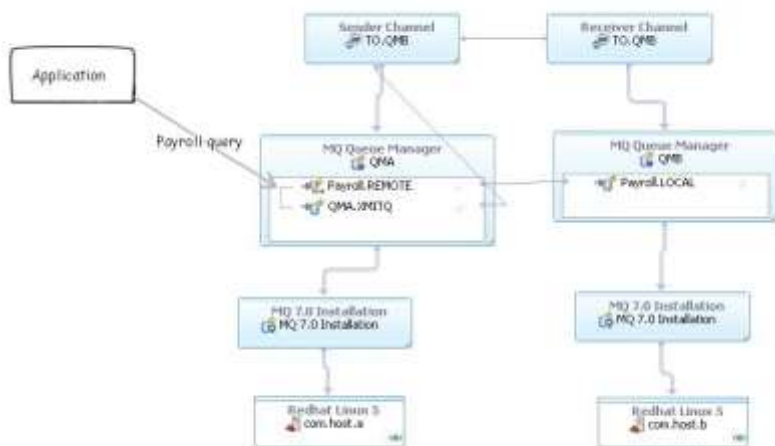 Sender Channel
TO.QMB
Receiver Channel
TO.QMB
Application
Payroll query
MQ Queue Manager
QMA
Payroll.REMOTE
QMA.XMITQ
MQ Queue Manager
QMB
Payroll.LOCAL
MQ 7.0 Installation
MQ 7.0 Installation
MQ 7.0 Installation
MQ 7.0 Installation
Redhat Linux 5
com.host.a
Redhat Linux 5
com.host.b